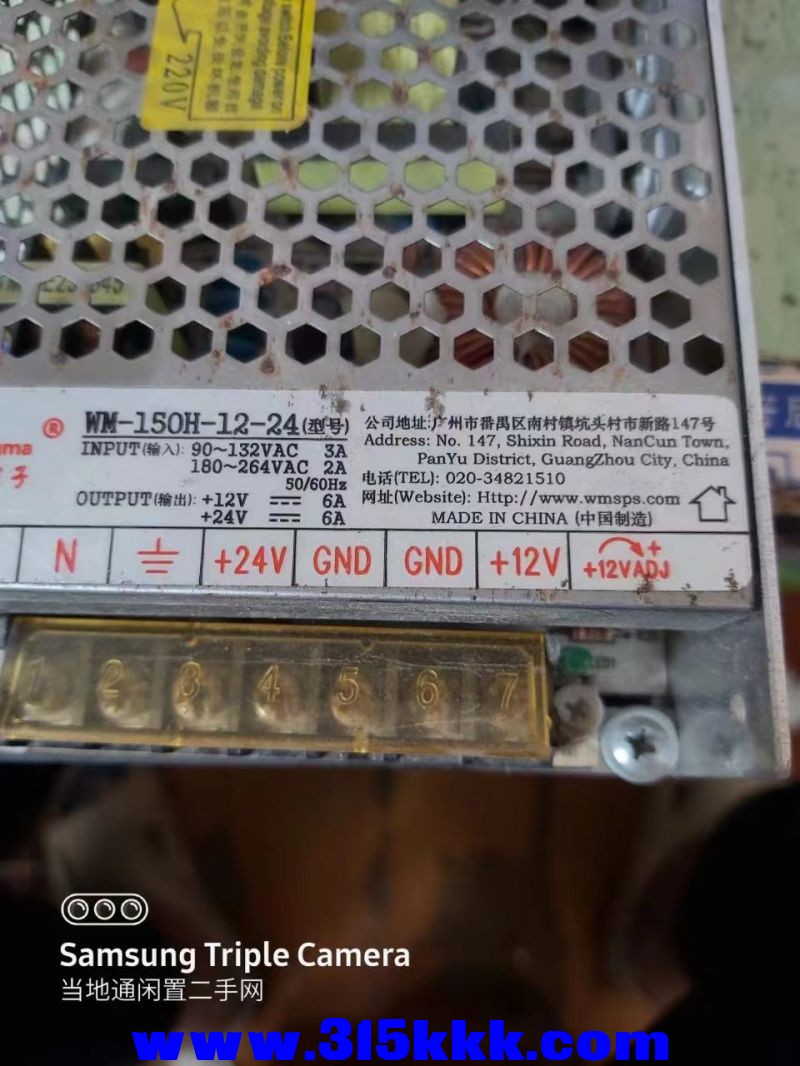 220V
® WM-150H-12-24(型号)
INPUT(输入): 90~132VAC 3A
180~264VAC 2A
50/60Hz
OUTPUT(输出): +12V 6A
+24V 6A
公司地址:广州市番禺区南村镇坑头村市新路147号
Address: No. 147, Shixin Road, NanCun Town,
PanYu District, GuangZhou City, China
电话(TEL): 020-34821510
网址(Website): Http://www.wmsps.com
MADE IN CHINA (中国制造)
N +24V GND GND +12V +12VADJ
1 2 3 4 5 6 7
Samsung Triple Camera
当地通闲置二手网
www.315kkk.com